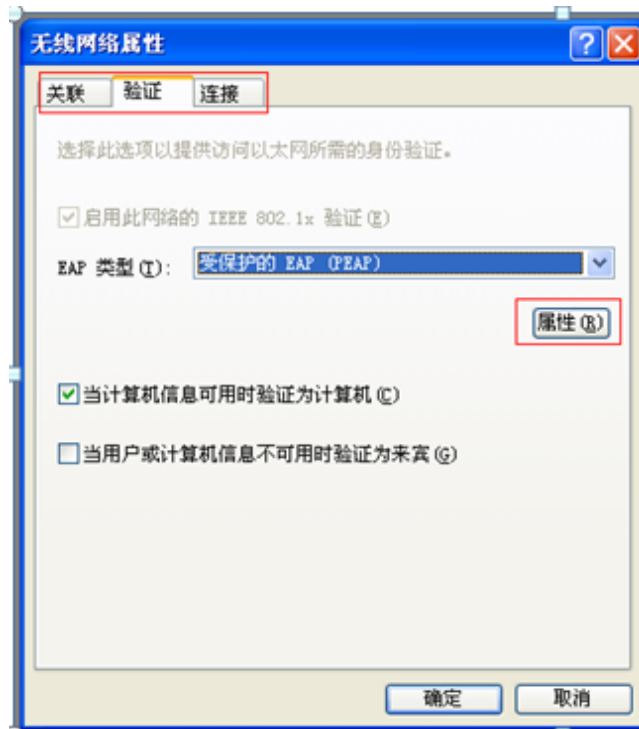 无线网络属性
关联 验证 连接
选择此选项以提供访问以太网所需的身份验证。
启用此网络的 IEEE 802.1x 验证(E)
EAP 类型(T): 受保护的 EAP (PEAP)
属性(R)
当计算机信息可用时验证为计算机(C)
当用户或计算机信息不可用时验证为来宾(G)
确定 取消